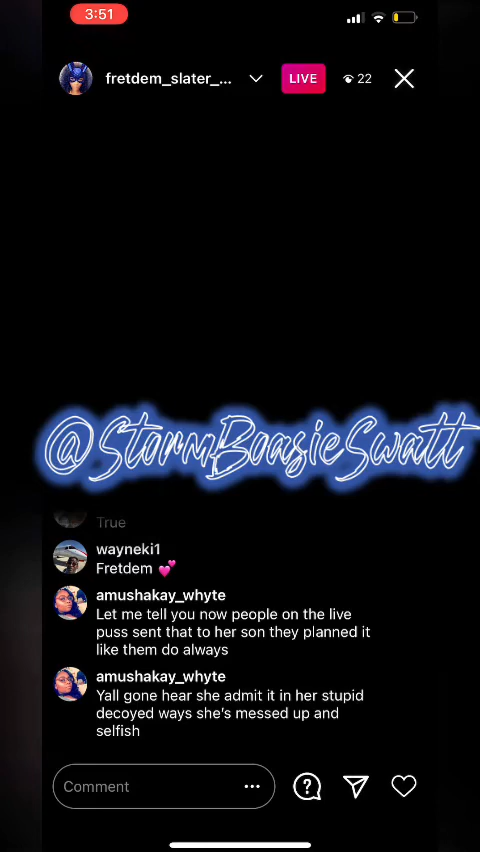 3:51
fretdem_slater_...
LIVE
22
@StormBoasieSwatt
True
wayneki1
Fretdem 💕
amushakay_whyte
Let me tell you now people on the live
puss sent that to her son they planned it
like them do always
amushakay_whyte
Yall gone hear she admit it in her stupid
decoyed ways she's messed up and
selfish
Comment